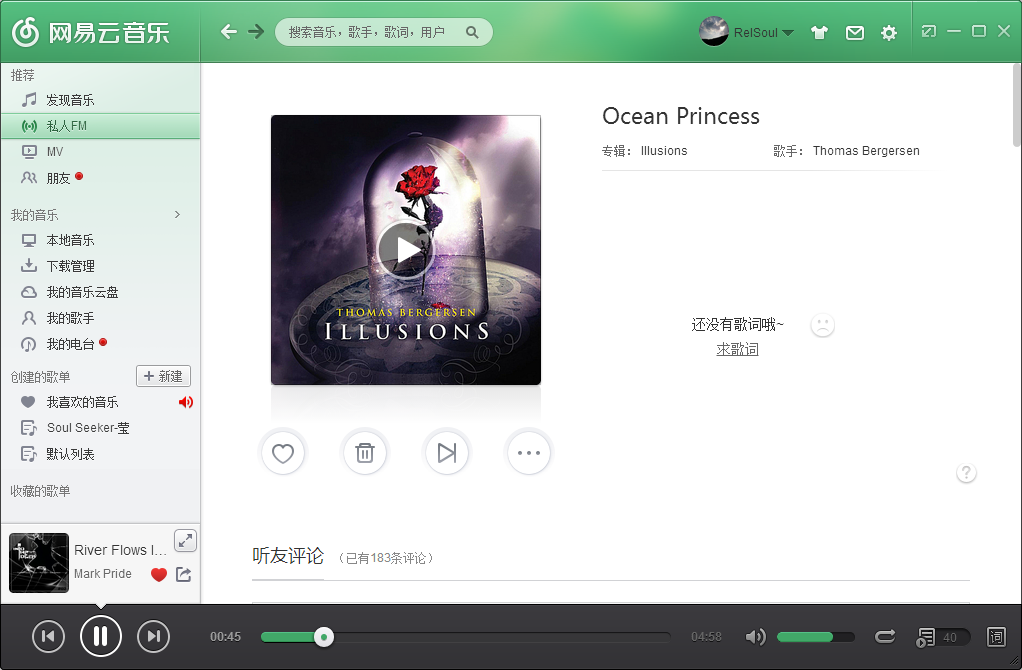 网易云音乐
搜索音乐，歌手，歌词，用户
RelSoul
推荐
发现音乐
私人FM
MV
朋友
我的音乐
本地音乐
下载管理
我的音乐云盘
我的歌手
我的电台
创建的歌单
新建
我喜欢的音乐
Soul Seeker-莹
默认列表
收藏的歌单
River Flows I...
Mark Pride
THOMAS BERGERSEN
ILLUSIONS
Ocean Princess
专辑： Illusions
歌手： Thomas Bergersen
还没有歌词哦~
求歌词
?
听友评论 （已有183条评论）
00:45
04:58
40
词